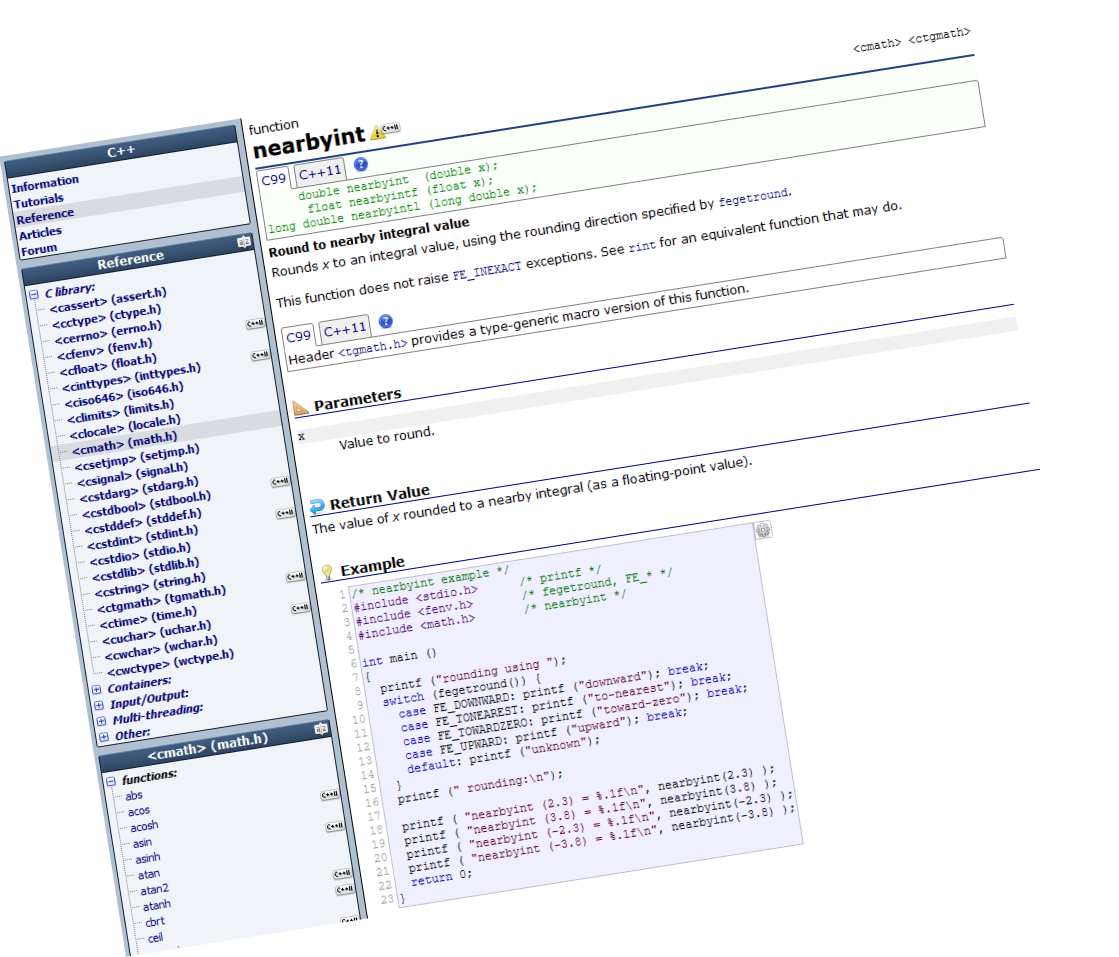 <cmath> <ctgmath>
C++
Information
Tutorials
Reference
Articles
Forum
Reference
C library:
<cassert> (assert.h)
<cctype> (ctype.h)
<cerrno> (errno.h)
<cfenv> (fenv.h)
<cfloat> (float.h)
<cinttypes> (inttypes.h)
<ciso646> (iso646.h)
<climits> (limits.h)
<clocale> (locale.h)
<cmath> (math.h)
<csetjmp> (setjmp.h)
<csignal> (signal.h)
<cstdarg> (stdarg.h)
<cstdbool> (stdbool.h)
<cstddef> (stddef.h)
<cstdint> (stdint.h)
<cstdio> (stdio.h)
<cstdlib> (stdlib.h)
<cstring> (string.h)
<ctgmath> (tgmath.h)
<ctime> (time.h)
<cuchar> (uchar.h)
<cwchar> (wchar.h)
<cwctype> (wctype.h)
Containers:
Input/Output:
Multi-threading:
Other:
<cmath> (math.h)
functions:
abs
acos
acosh
asin
asinh
atan
atan2
atanh
cbrt
ceil
function
nearbyint
C99 C++11
double nearbyint (double x);
float nearbyintf (float x);
long double nearbyintl (long double x);
Round to nearby integral value
Rounds x to an integral value, using the rounding direction specified by fegetround.
This function does not raise FE_INEXACT exceptions. See rint for an equivalent function that may do.
C99 C++11
Header <tgmath.h> provides a type-generic macro version of this function.
Parameters
x
Value to round.
Return Value
The value of x rounded to a nearby integral (as a floating-point value).
Example
1 /* nearbyint example */
2 #include <stdio.h> /* printf */
3 #include <fenv.h> /* fegetround, FE_* */
4 #include <math.h> /* nearbyint */
5
6 int main ()
7 {
8 printf ("rounding using ");
9 switch (fegetround()) {
10 case FE_DOWNWARD: printf ("downward"); break;
11 case FE_TONEAREST: printf ("to-nearest"); break;
12 case FE_TOWARDZERO: printf ("toward-zero"); break;
13 case FE_UPWARD: printf ("upward"); break;
14 default: printf ("unknown");
15 }
16 printf (" rounding:\n");
17
18 printf ( "nearbyint (2.3) = %.1f\n", nearbyint(2.3) );
19 printf ( "nearbyint (3.8) = %.1f\n", nearbyint(3.8) );
20 printf ( "nearbyint (-2.3) = %.1f\n", nearbyint(-2.3) );
21 printf ( "nearbyint (-3.8) = %.1f\n", nearbyint(-3.8) );
22 return 0;
23 }